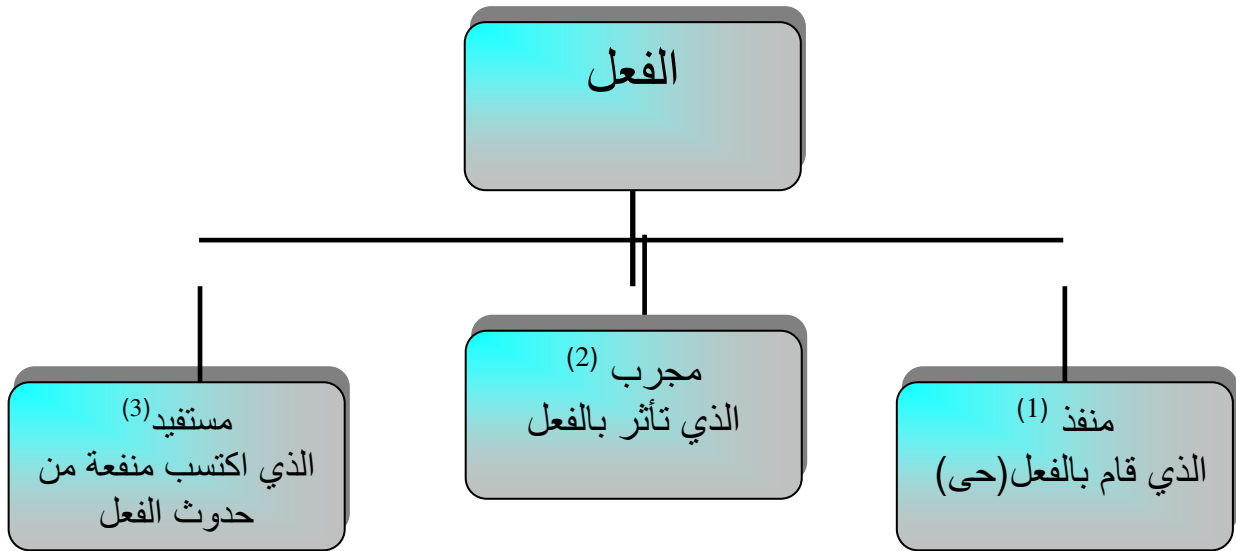 الفعل
منفذ (1)
الذي قام بالفعل(حى)
مجرب (2)
الذي تأثر بالفعل
مستفيد(3)
الذي اكتسب منفعة من
حدوث الفعل